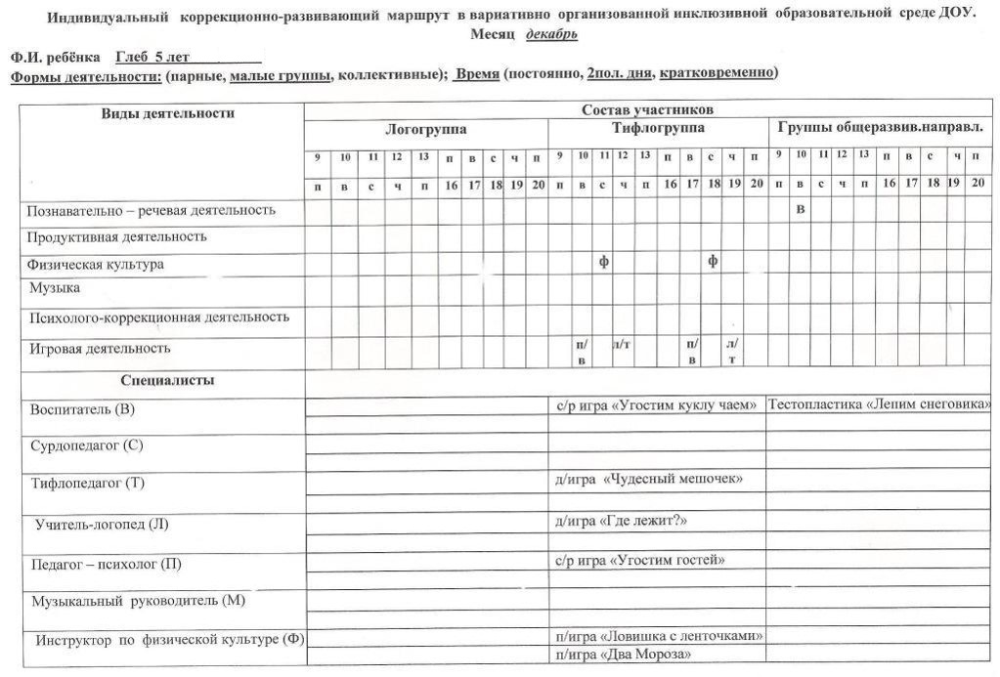 Индивидуальный коррекционно-развивающий маршрут в вариативно организованной инклюзивной образовательной среде ДОУ.
Месяц декабрь
Ф.И. ребёнка Глеб 5 лет
Формы деятельности: (парные, малые группы, коллективные); Время (постоянно, 2пол. дня, кратковременно)
Виды деятельности Состав участников
Логогруппа Тифлогруппа Группы общеразвив.направл.
9 10 11 12 13 п в с ч п 9 10 11 12 13 п в с ч п 9 10 11 12 13 п в с ч п
п в с ч п 16 17 18 19 20 п в с ч п 16 17 18 19 20 п в с ч п 16 17 18 19 20
Познавательно – речевая деятельность в
Продуктивная деятельность
Физическая культура ф ф
Музыка
Психолого-коррекционная деятельность
Игровая деятельность п/ л/т п/ л/
в в т
Специалисты
Воспитатель (В) с/р игра «Угостим куклу чаем» Тестопластика «Лепим снеговика»
Сурдопедагог (С)
Тифлопедагог (Т) д/игра «Чудесный мешочек»
Учитель-логопед (Л) д/игра «Где лежит?»
Педагог – психолог (П) с/р игра «Угостим гостей»
Музыкальный руководитель (М)
Инструктор по физической культуре (Ф) п/игра «Ловишка с ленточками»
п/игра «Два Мороза»